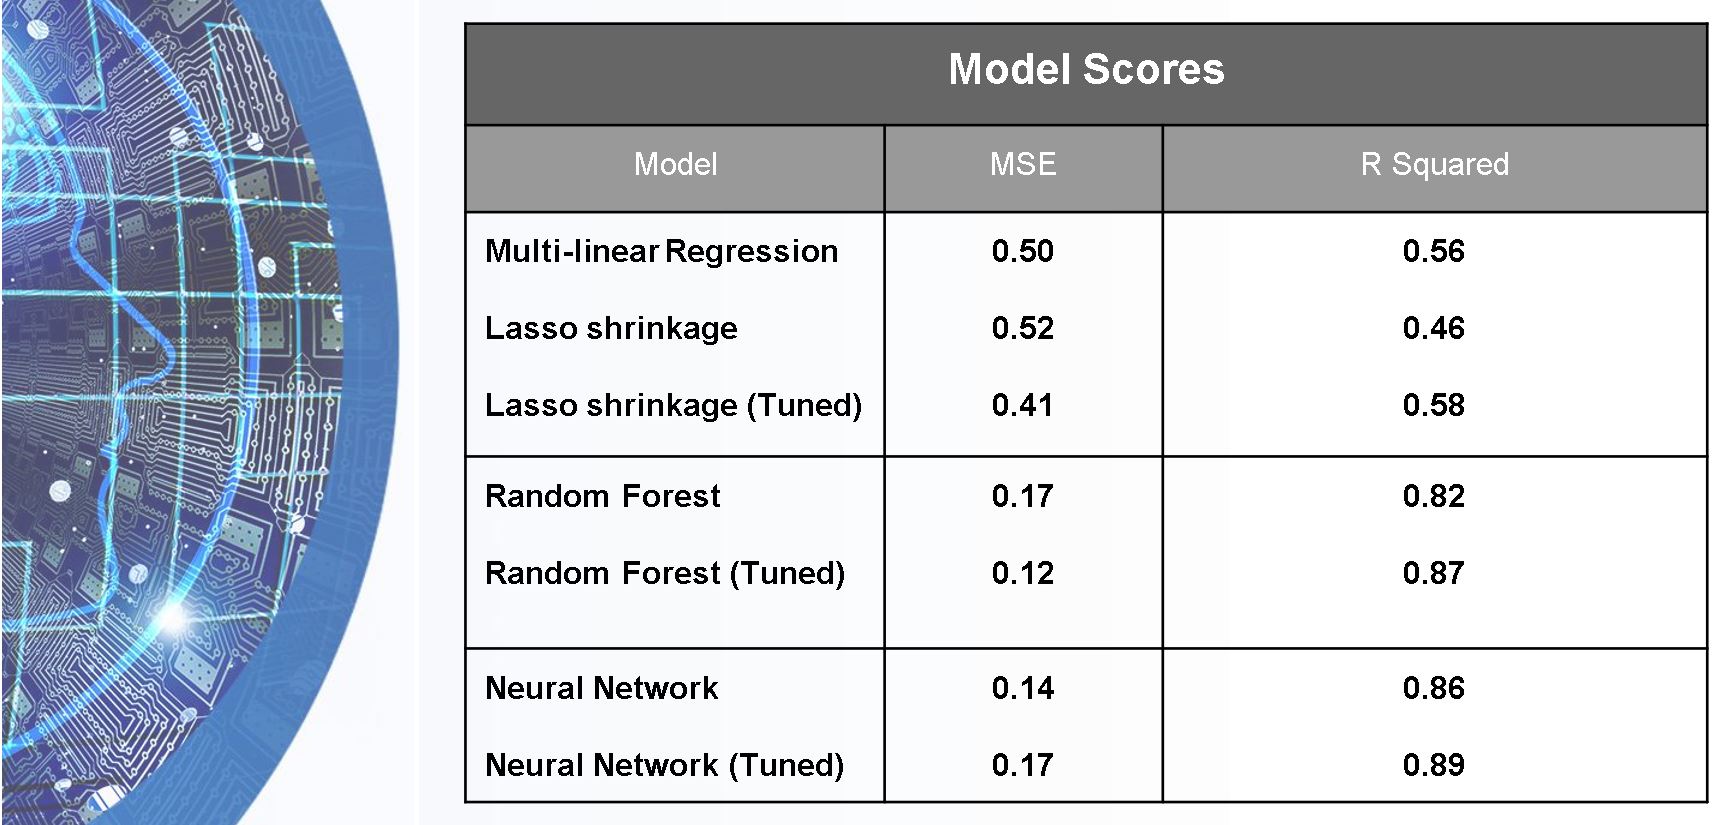 Model Scores
Model MSE R Squared
Multi-linear Regression 0.50 0.56
Lasso shrinkage 0.52 0.46
Lasso shrinkage (Tuned) 0.41 0.58
Random Forest 0.17 0.82
Random Forest (Tuned) 0.12 0.87
Neural Network 0.14 0.86
Neural Network (Tuned) 0.17 0.89